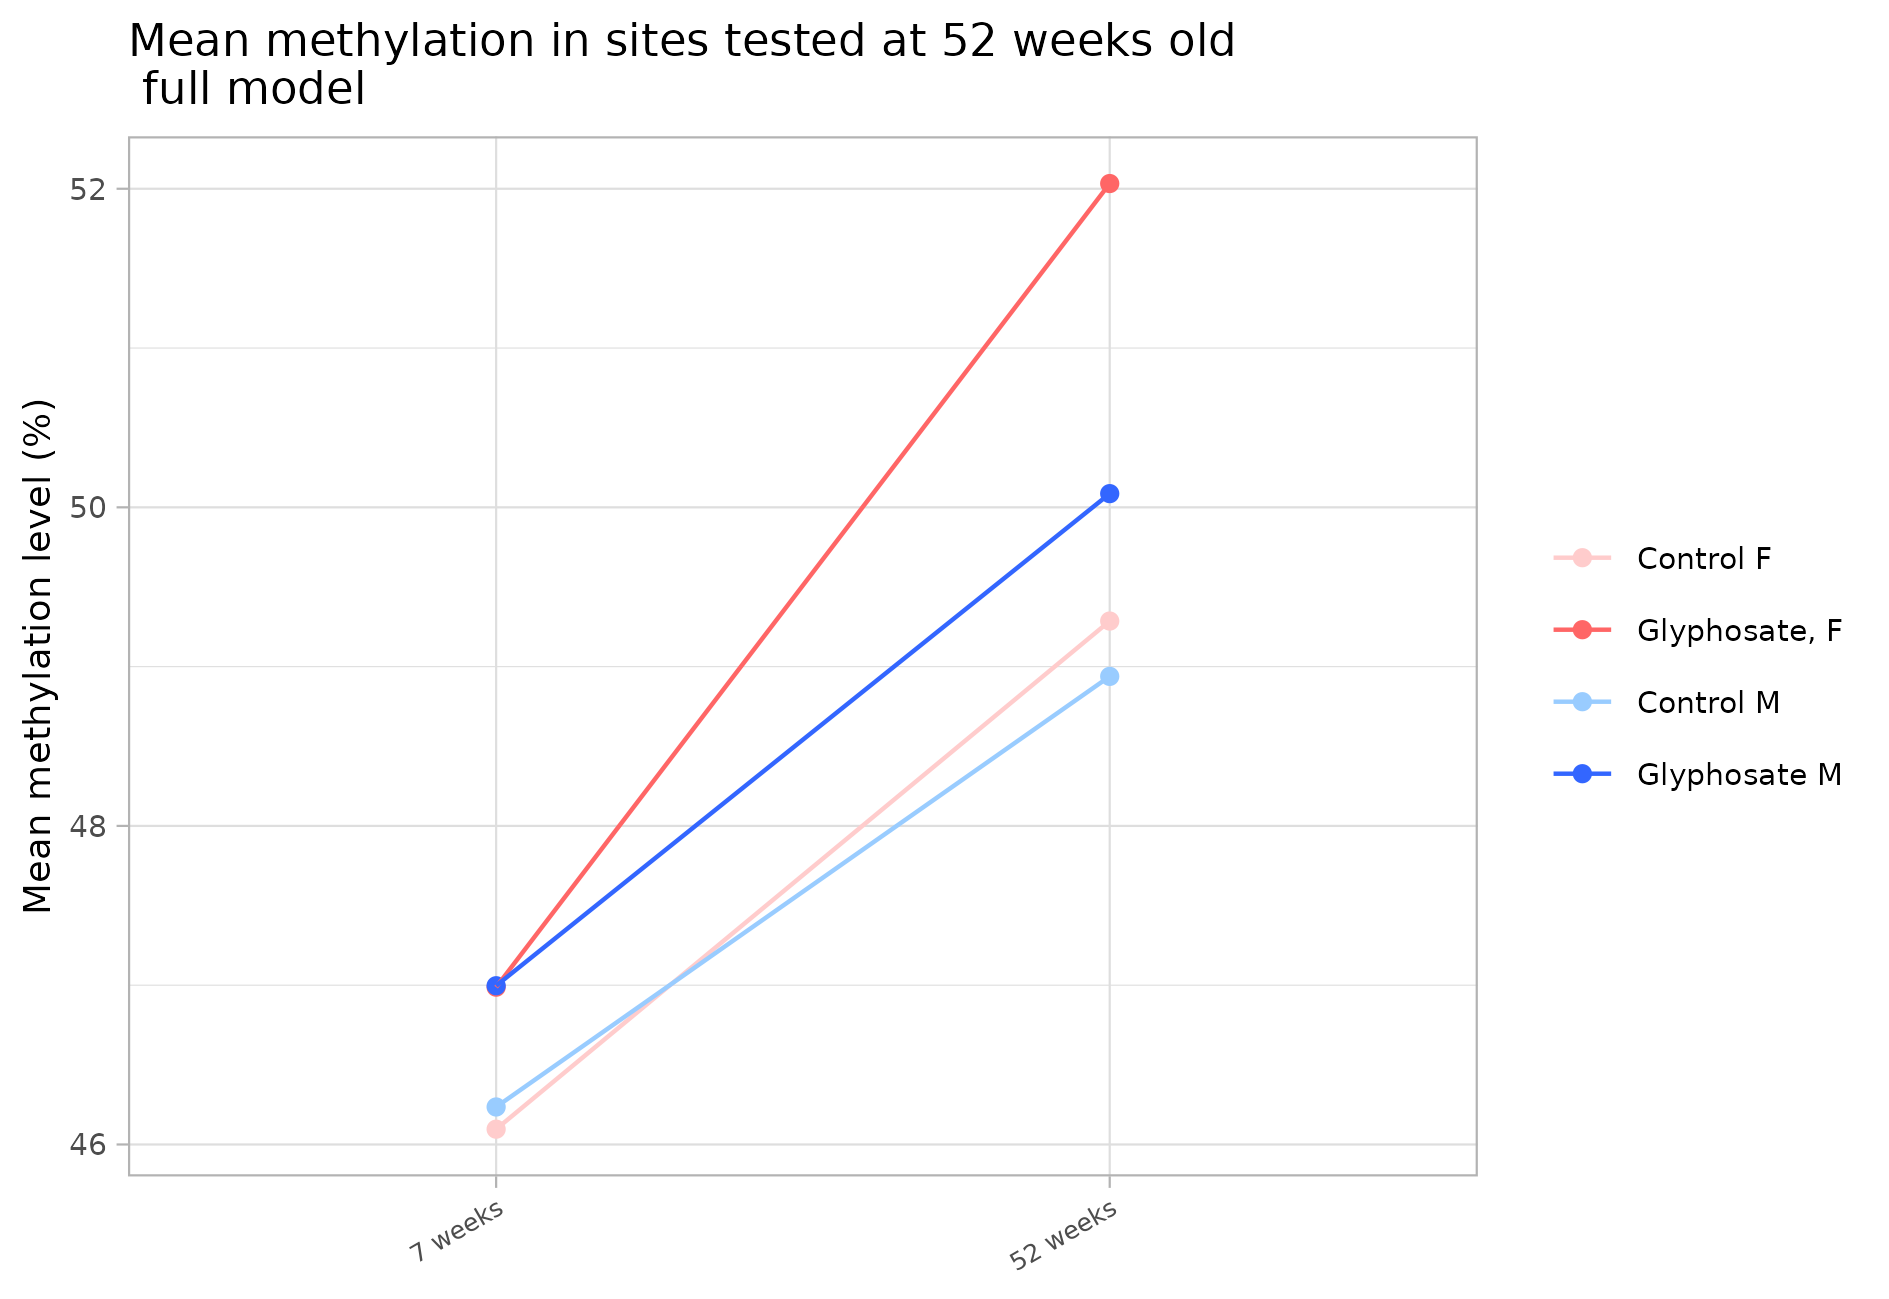 Mean methylation in sites tested at 52 weeks old
full model
Mean methylation level (%)
52
50
48
46
7 weeks
52 weeks
Control F
Glyphosate, F
Control M
Glyphosate M